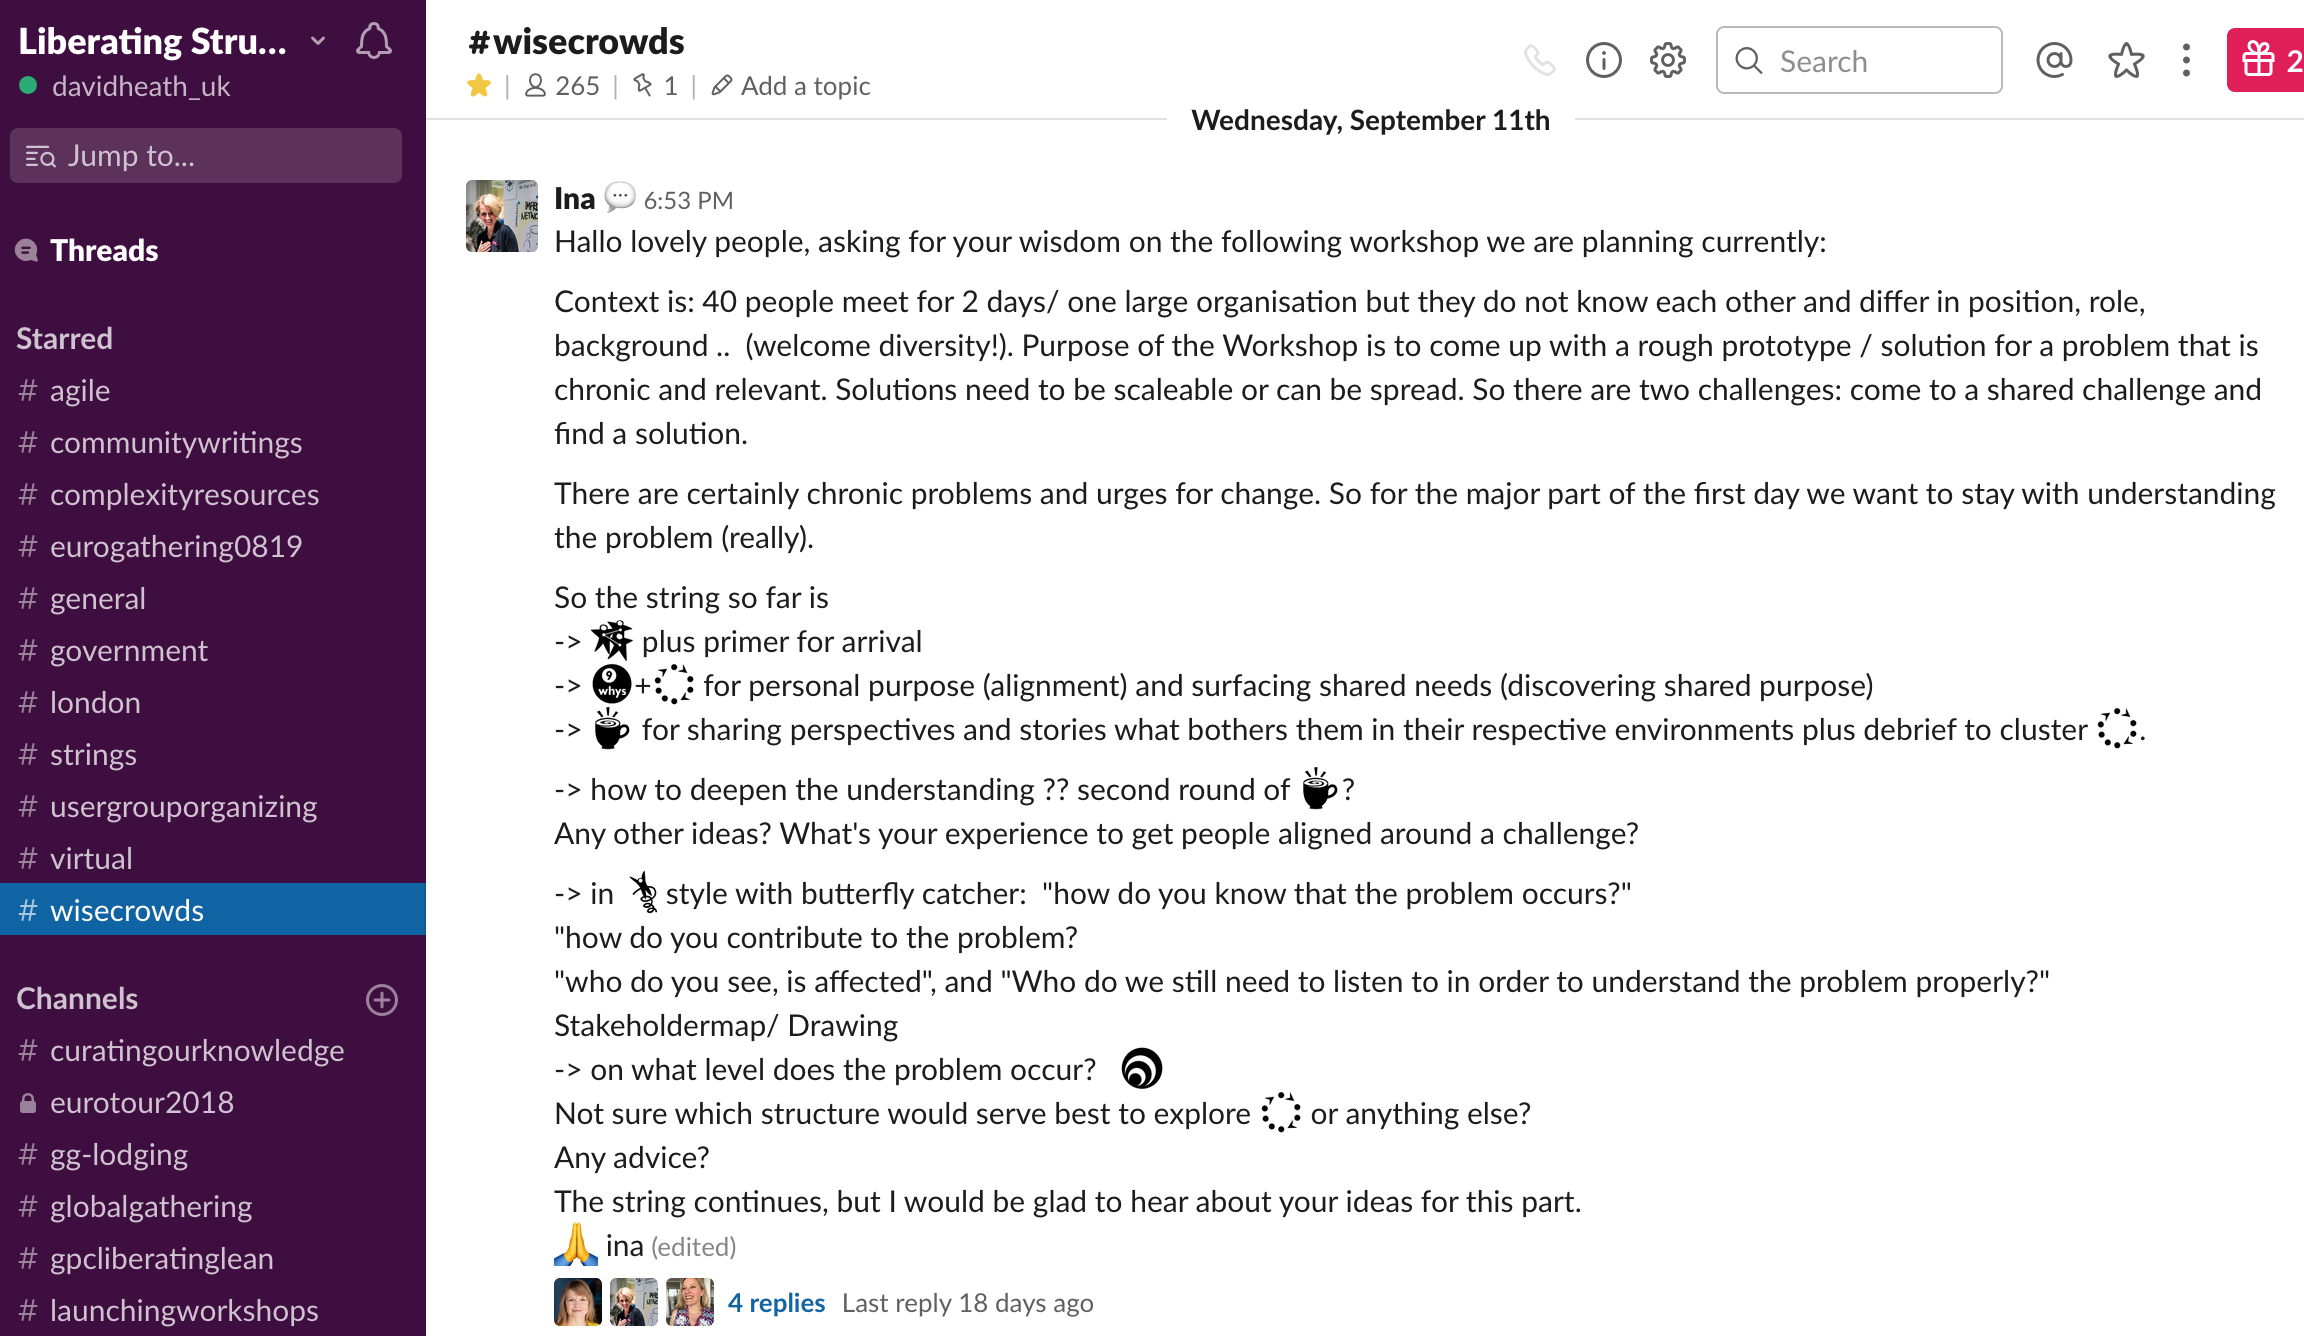 Liberating Stru...
davidheath_uk
Jump to...
Threads
Starred
# agile
# communitywritings
# complexityresources
# eurogathering0819
# general
# government
# london
# strings
# usergrouporganizing
# virtual
# wisecrowds
Channels
# curatingourknowledge
eurotour2018
# gg-lodging
# globalgathering
# gpcliberatinglean
# launchingworkshops
#wisecrowds
265 | 1 | Add a topic
Search
2
Wednesday, September 11th
Ina 6:53 PM
Hallo lovely people, asking for your wisdom on the following workshop we are planning currently:
Context is: 40 people meet for 2 days/ one large organisation but they do not know each other and differ in position, role,
background .. (welcome diversity!). Purpose of the Workshop is to come up with a rough prototype / solution for a problem that is
chronic and relevant. Solutions need to be scaleable or can be spread. So there are two challenges: come to a shared challenge and
find a solution.
There are certainly chronic problems and urges for change. So for the major part of the first day we want to stay with understanding
the problem (really).
So the string so far is
-> plus primer for arrival
-> 9 whys + for personal purpose (alignment) and surfacing shared needs (discovering shared purpose)
-> for sharing perspectives and stories what bothers them in their respective environments plus debrief to cluster .
-> how to deepen the understanding ?? second round of ?
Any other ideas? What's your experience to get people aligned around a challenge?
-> in style with butterfly catcher: "how do you know that the problem occurs?"
"how do you contribute to the problem?
"who do you see, is affected", and "Who do we still need to listen to in order to understand the problem properly?"
Stakeholdermap/ Drawing
-> on what level does the problem occur?
Not sure which structure would serve best to explore or anything else?
Any advice?
The string continues, but I would be glad to hear about your ideas for this part.
ina (edited)
4 replies Last reply 18 days ago